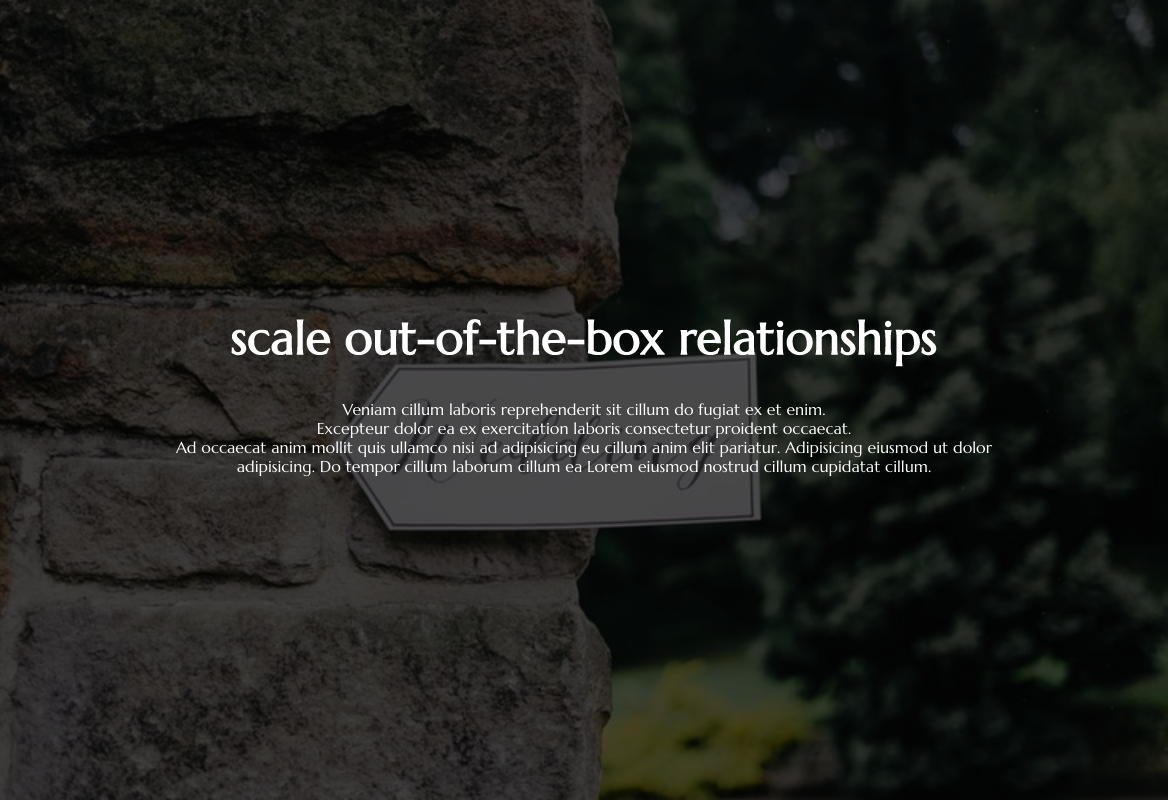 scale out-of-the-box relationships
Veniam cillum laboris reprehenderit sit cillum do fugiat ex et enim.
Excepteur dolor ea ex exercitation laboris consectetur proident occaecat.
Ad occaecat anim mollit quis ullamco nisi ad adipisicing eu cillum anim elit pariatur. Adipisicing eiusmod ut dolor
adipisicing. Do tempor cillum laborum cillum ea Lorem eiusmod nostrud cillum cupidatat cillum.
Wedding